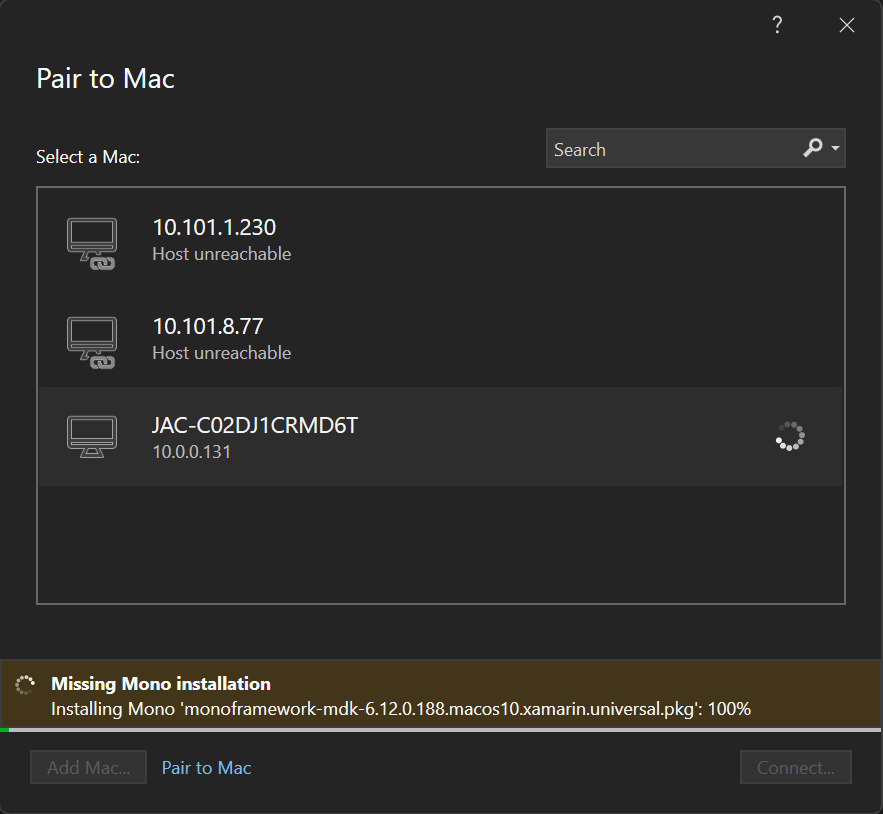 ?
Pair to Mac
Select a Mac:
Search
10.101.1.230
Host unreachable
10.101.8.77
Host unreachable
JAC-C02DJ1CRMD6T
10.0.0.131
Missing Mono installation
Installing Mono 'monoframework-mdk-6.12.0.188.macos10.xamarin.universal.pkg': 100%
Add Mac... Pair to Mac Connect...